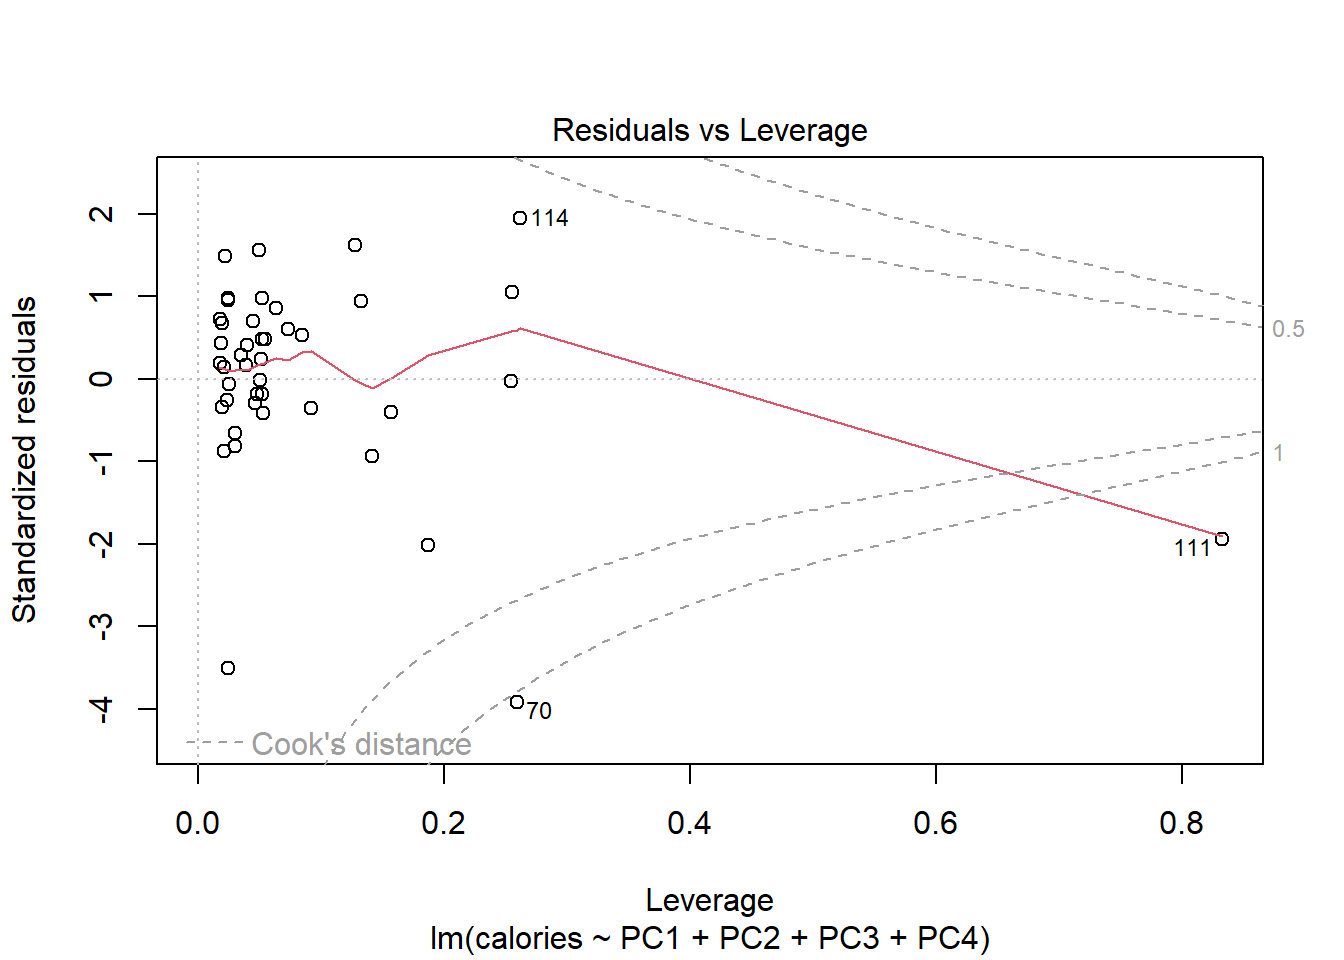 Residuals vs Leverage
Standardized residuals
2
1
0
-1
-2
-3
-4
114
0.5
1
111
70
Cook's distance
0.0 0.2 0.4 0.6 0.8
Leverage
lm(calories ~ PC1 + PC2 + PC3 + PC4)